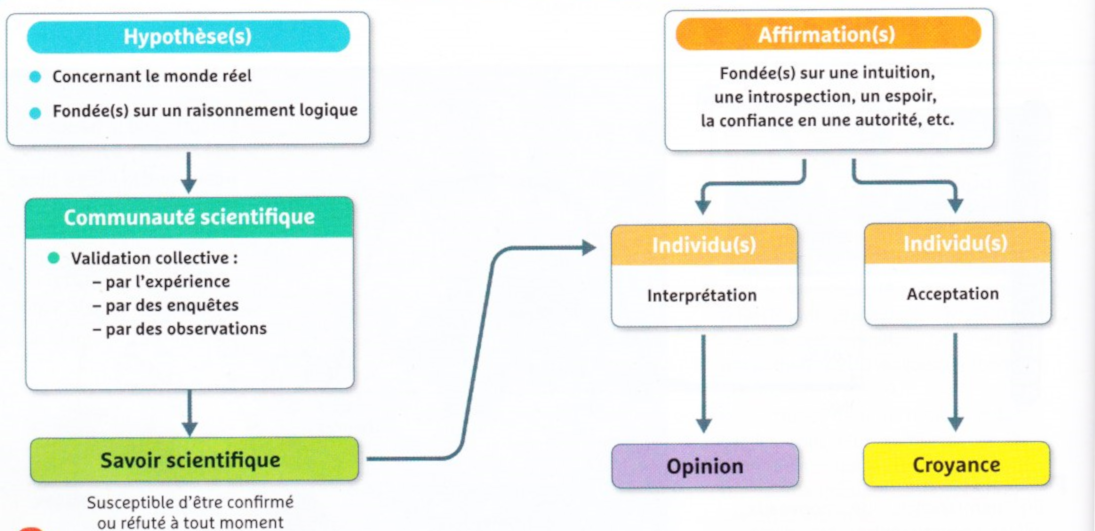 Hypothèse(s)
● Concernant le monde réel
● Fondée(s) sur un raisonnement logique
Communauté scientifique
● Validation collective :
– par l'expérience
– par des enquêtes
– par des observations
Savoir scientifique
Susceptible d'être confirmé
ou réfuté à tout moment
Affirmation(s)
Fondée(s) sur une intuition,
une introspection, un espoir,
la confiance en une autorité, etc.
Individu(s)
Interprétation
Opinion
Individu(s)
Acceptation
Croyance